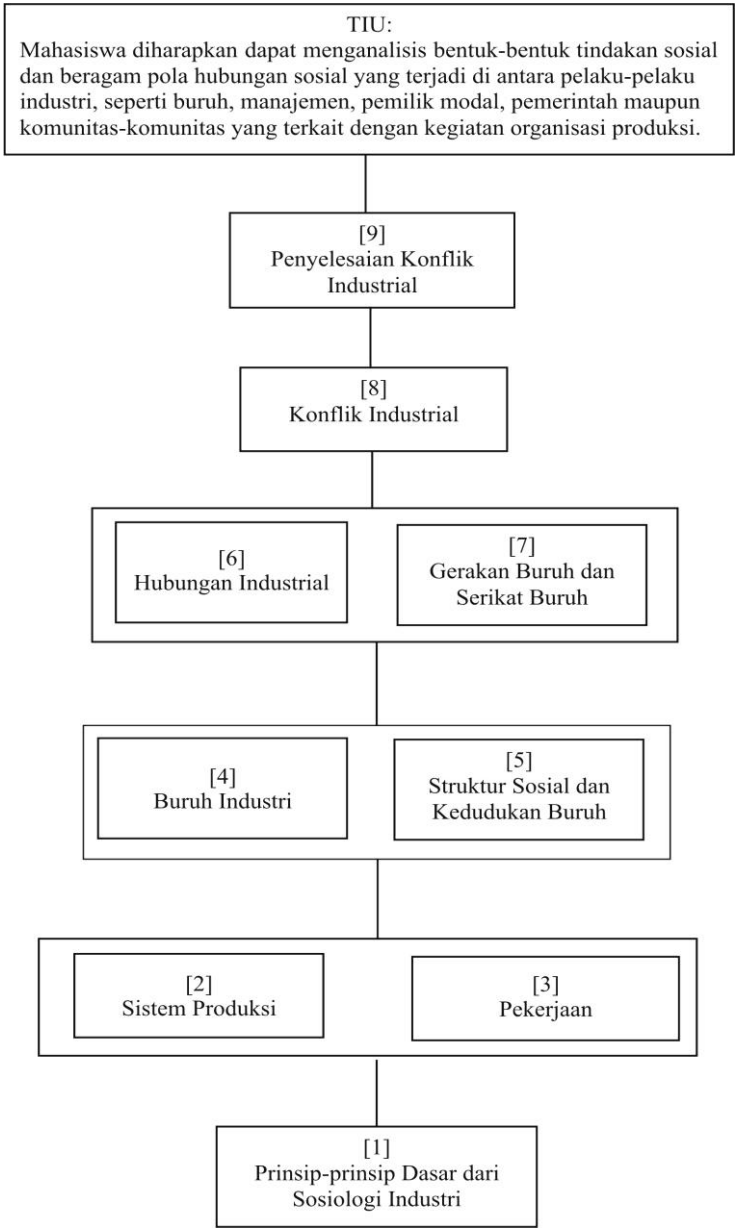 TIU:
Mahasiswa diharapkan dapat menganalisis bentuk-bentuk tindakan sosial
dan beragam pola hubungan sosial yang terjadi di antara pelaku-pelaku
industri, seperti buruh, manajemen, pemilik modal, pemerintah maupun
komunitas-komunitas yang terkait dengan kegiatan organisasi produksi.
[9]
Penyelesaian Konflik
Industrial
[8]
Konflik Industrial
[6]
Hubungan Industrial
[7]
Gerakan Buruh dan
Serikat Buruh
[4]
Buruh Industri
[5]
Struktur Sosial dan
Kedudukan Buruh
[2]
Sistem Produksi
[3]
Pekerjaan
[1]
Prinsip-prinsip Dasar dari
Sosiologi Industri